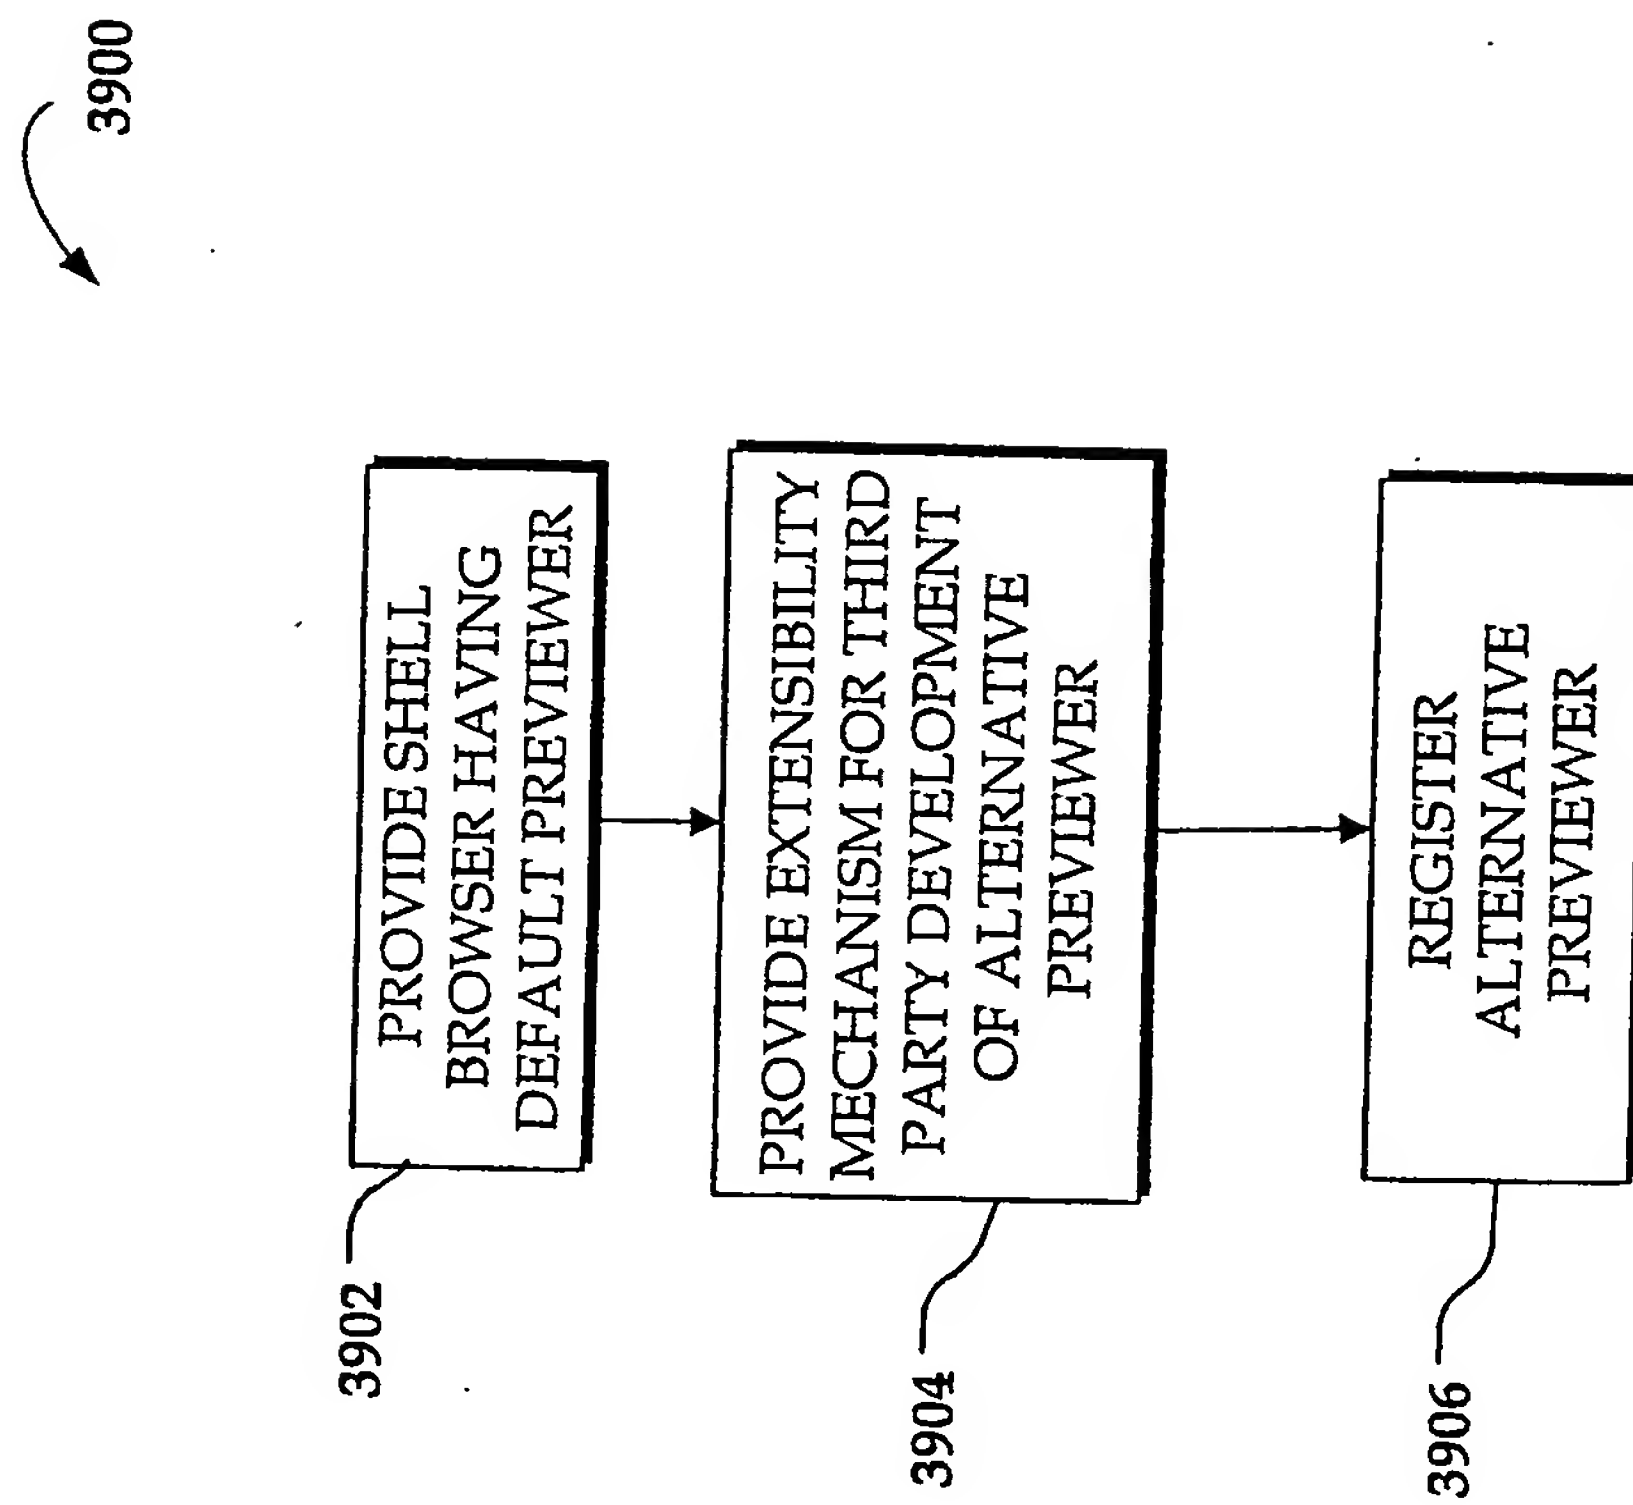 3900
PROVIDE SHELL
BROWSER HAVING
DEFAULT PREVIEWER
3902
PROVIDE EXTENSIBILITY
MECHANISM FOR THIRD
PARTY DEVELOPMENT
OF ALTERNATIVE
PREVIEWER
3904
REGISTER
ALTERNATIVE
PREVIEWER
3906